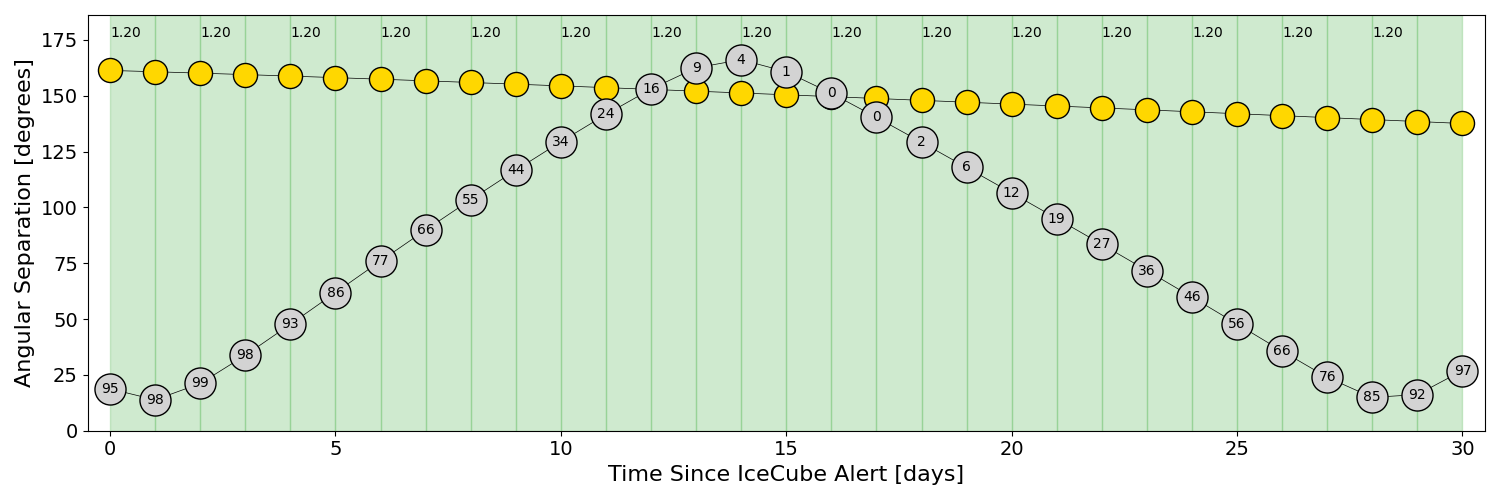 1.20 1.20 1.20 1.20 1.20 1.20 1.20 1.20 1.20 1.20 1.20 1.20 1.20 1.20 1.20
175
150
125
100
75
50
25
0
Angular Separation [degrees]
95 98 99 98 93 86 77 66 55 44 34 24 16 9 4 1 0 0 2 6 12 19 27 36 46 56 66 76 85 92 97
0 5 10 15 20 25 30
Time Since IceCube Alert [days]